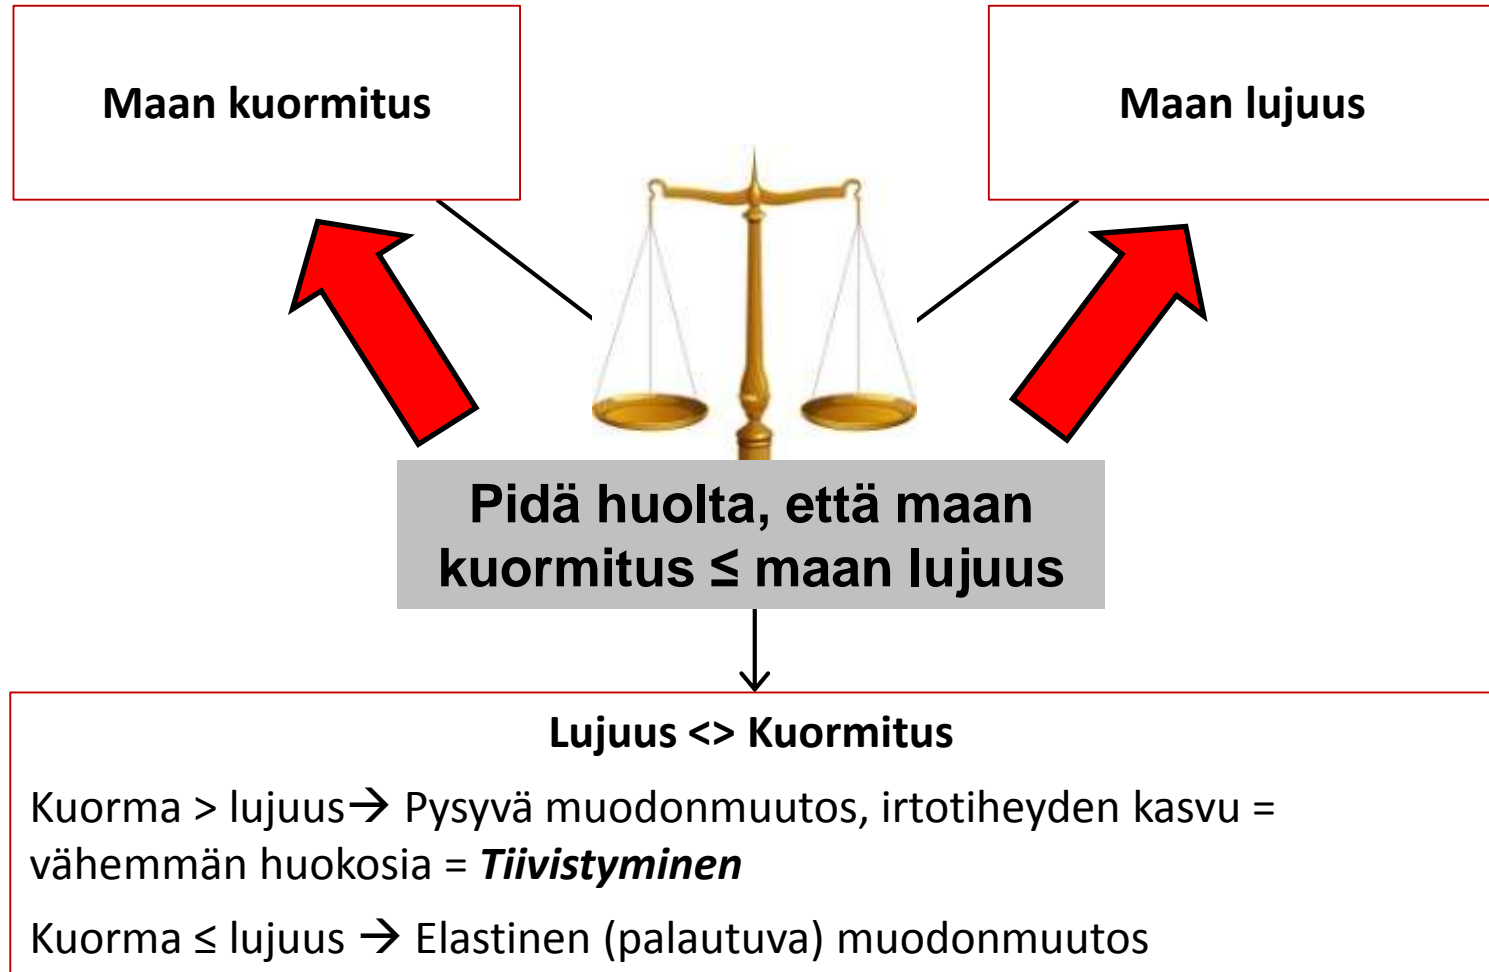 Maan kuormitus
Maan lujuus
Pidä huolta, että maan
kuormitus ≤ maan lujuus
Lujuus <> Kuormitus
Kuorma > lujuus→ Pysyvä muodonmuutos, irtotiheyden kasvu =
vähemmän huokosia = Tiivistyminen
Kuorma ≤ lujuus → Elastinen (palautuva) muodonmuutos